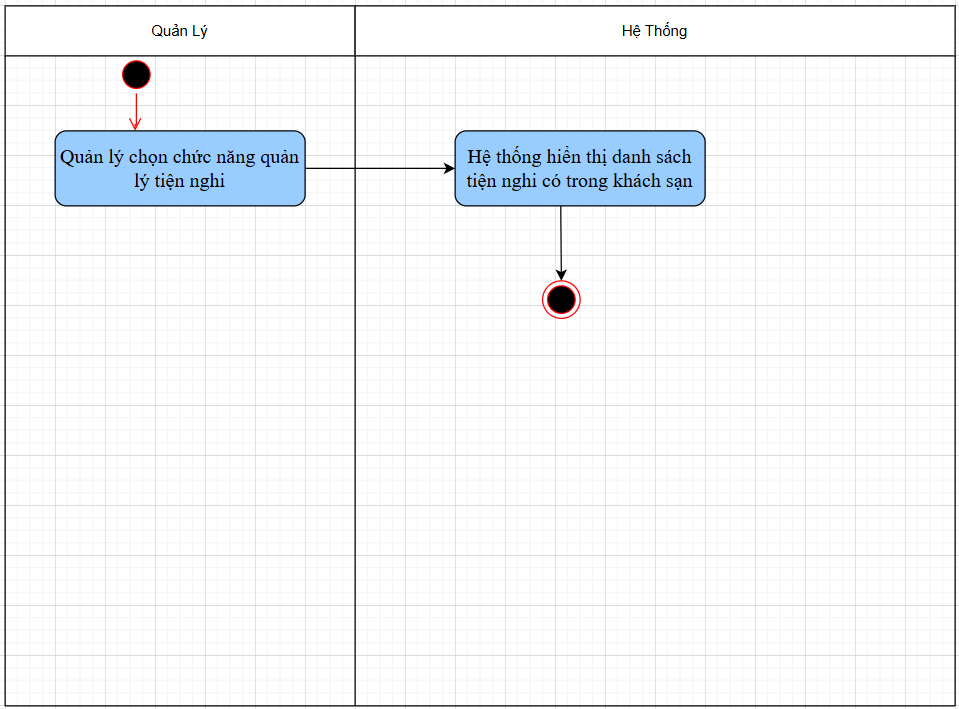 Quản Lý
Hệ Thống
Quản lý chọn chức năng quản
lý tiện nghi
Hệ thống hiển thị danh sách
tiện nghi có trong khách sạn